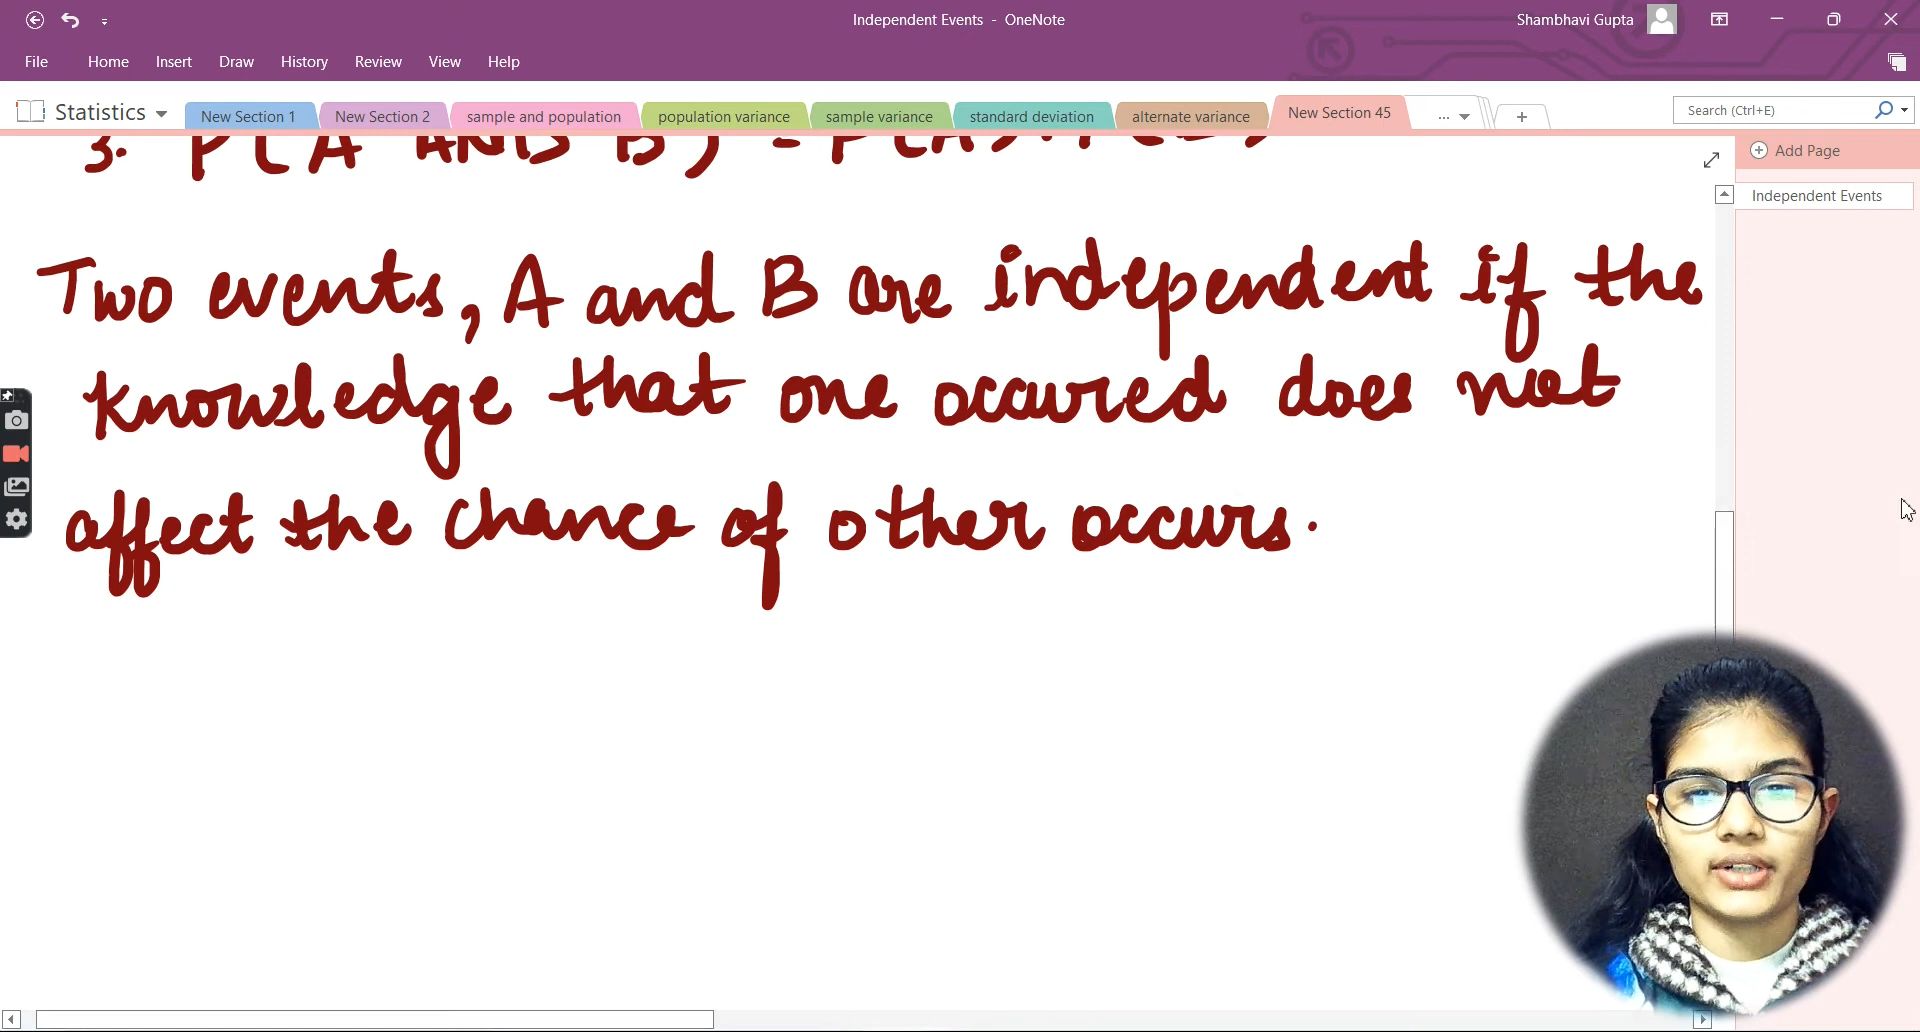 Independent Events - OneNote
Shambhavi Gupta
File Home Insert Draw History Review View Help
Statistics
New Section 1 New Section 2 sample and population population variance sample variance standard deviation alternate variance New Section 45 ... +
Search (Ctrl+E)
Add Page
Independent Events
3. P(A AND B) = P(A).P(B)
Two events, A and B are independent if the
knowledge that one occured does not
affect the chance of other occurs.